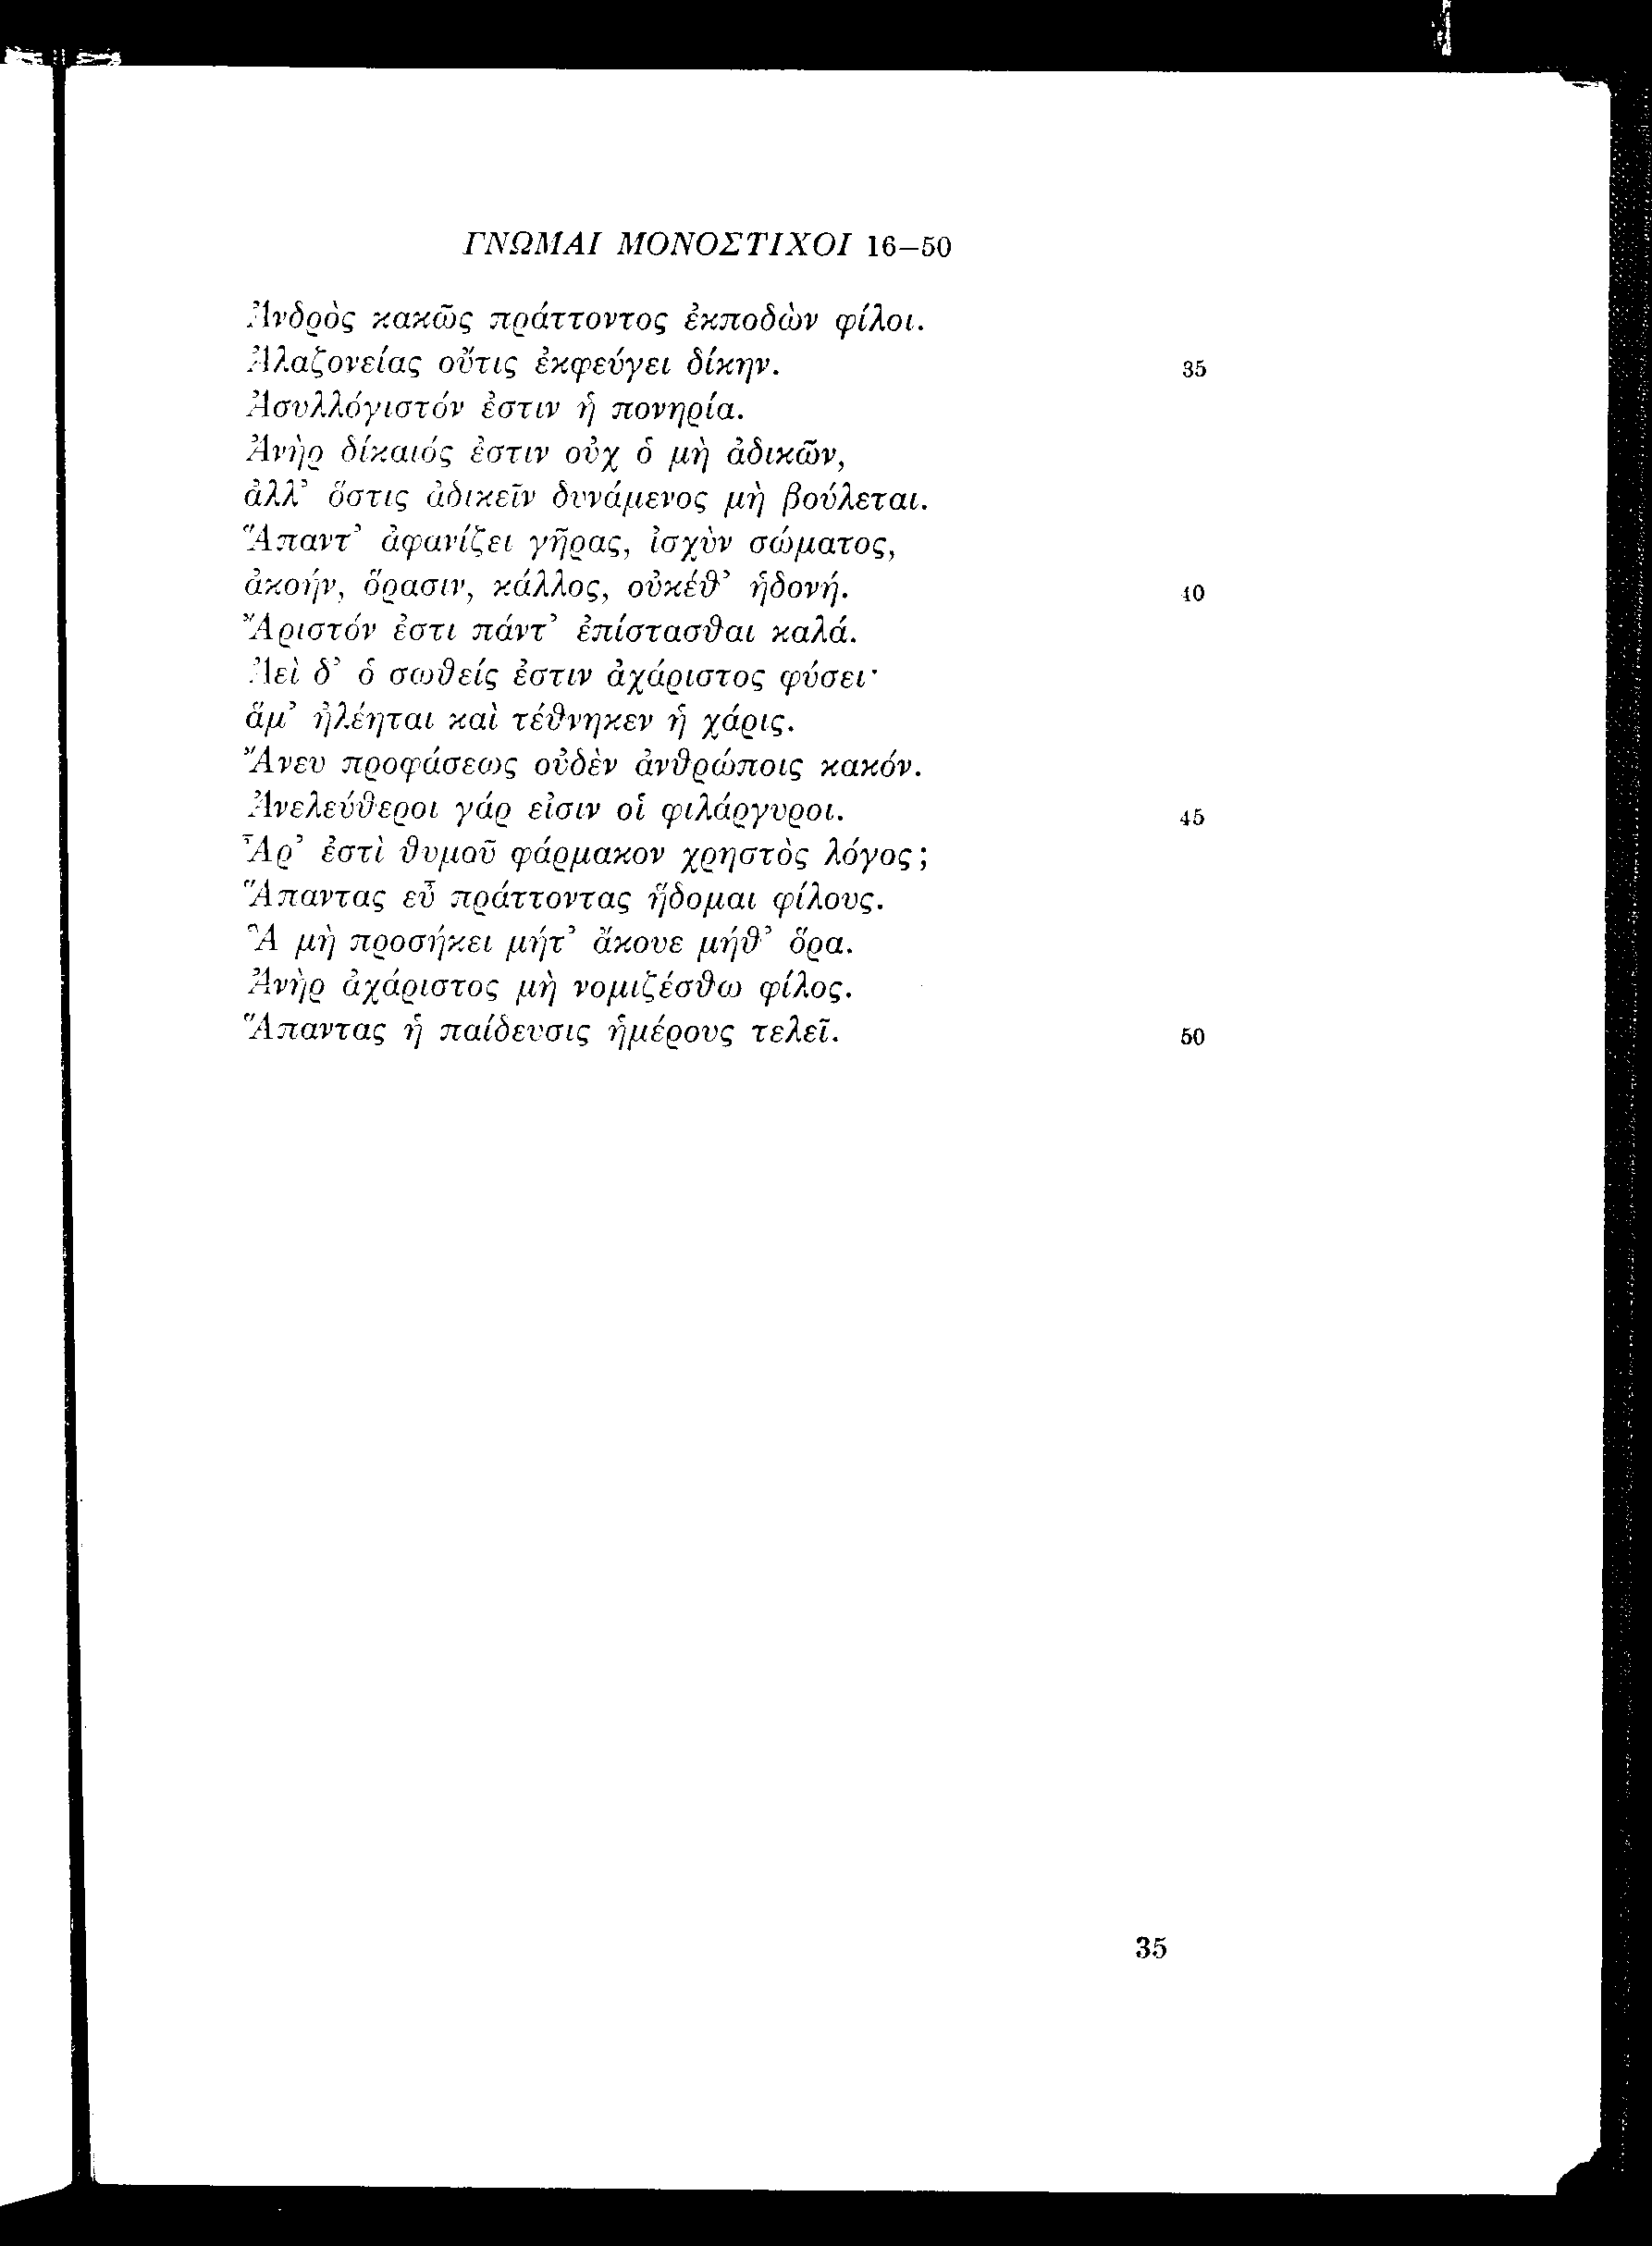 ΓΝΩΜΑΙ ΜΟΝΟΣΤΙΧΟΙ 16–50
Ἀνδρὸς κακῶς πράττοντος ἐκποδὼν φίλοι.
Ἀλαζονείας οὔτις ἐκφεύγει δίκην. 35
Ἀσυλλόγιστόν ἐστιν ἡ πονηρία.
Ἀνὴρ δίκαιός ἐστιν οὐχ ὁ μὴ ἀδικῶν,
ἀλλ’ ὅστις ἀδικεῖν δυνάμενος μὴ βούλεται.
Ἅπαντ’ ἀφανίζει γῆρας, ἰσχὺν σώματος,
ἀκοήν, ὅρασιν, κάλλος, οὐκέθ’ ἡδονή. 40
Ἄριστόν ἐστι πάντ’ ἐπίστασθαι καλά.
Ἀεὶ δ’ ὁ σωθείς ἐστιν ἀχάριστος φύσει·
ἅμ’ ἠλέηται καὶ τέθνηκεν ἡ χάρις.
Ἄνευ προφάσεως οὐδὲν ἀνθρώποις κακόν.
Ἀνελεύθεροι γάρ εἰσιν οἱ φιλάργυροι. 45
Ἆρ’ ἐστὶ θυμοῦ φάρμακον χρηστὸς λόγος;
Ἅπαντας εὖ πράττοντας ἥδομαι φίλους.
Ἃ μὴ προσήκει μήτ’ ἄκουε μήθ’ ὅρα.
Ἀνὴρ ἀχάριστος μὴ νομιζέσθω φίλος.
Ἅπαντας ἡ παίδευσις ἡμέρους τελεῖ. 50
35